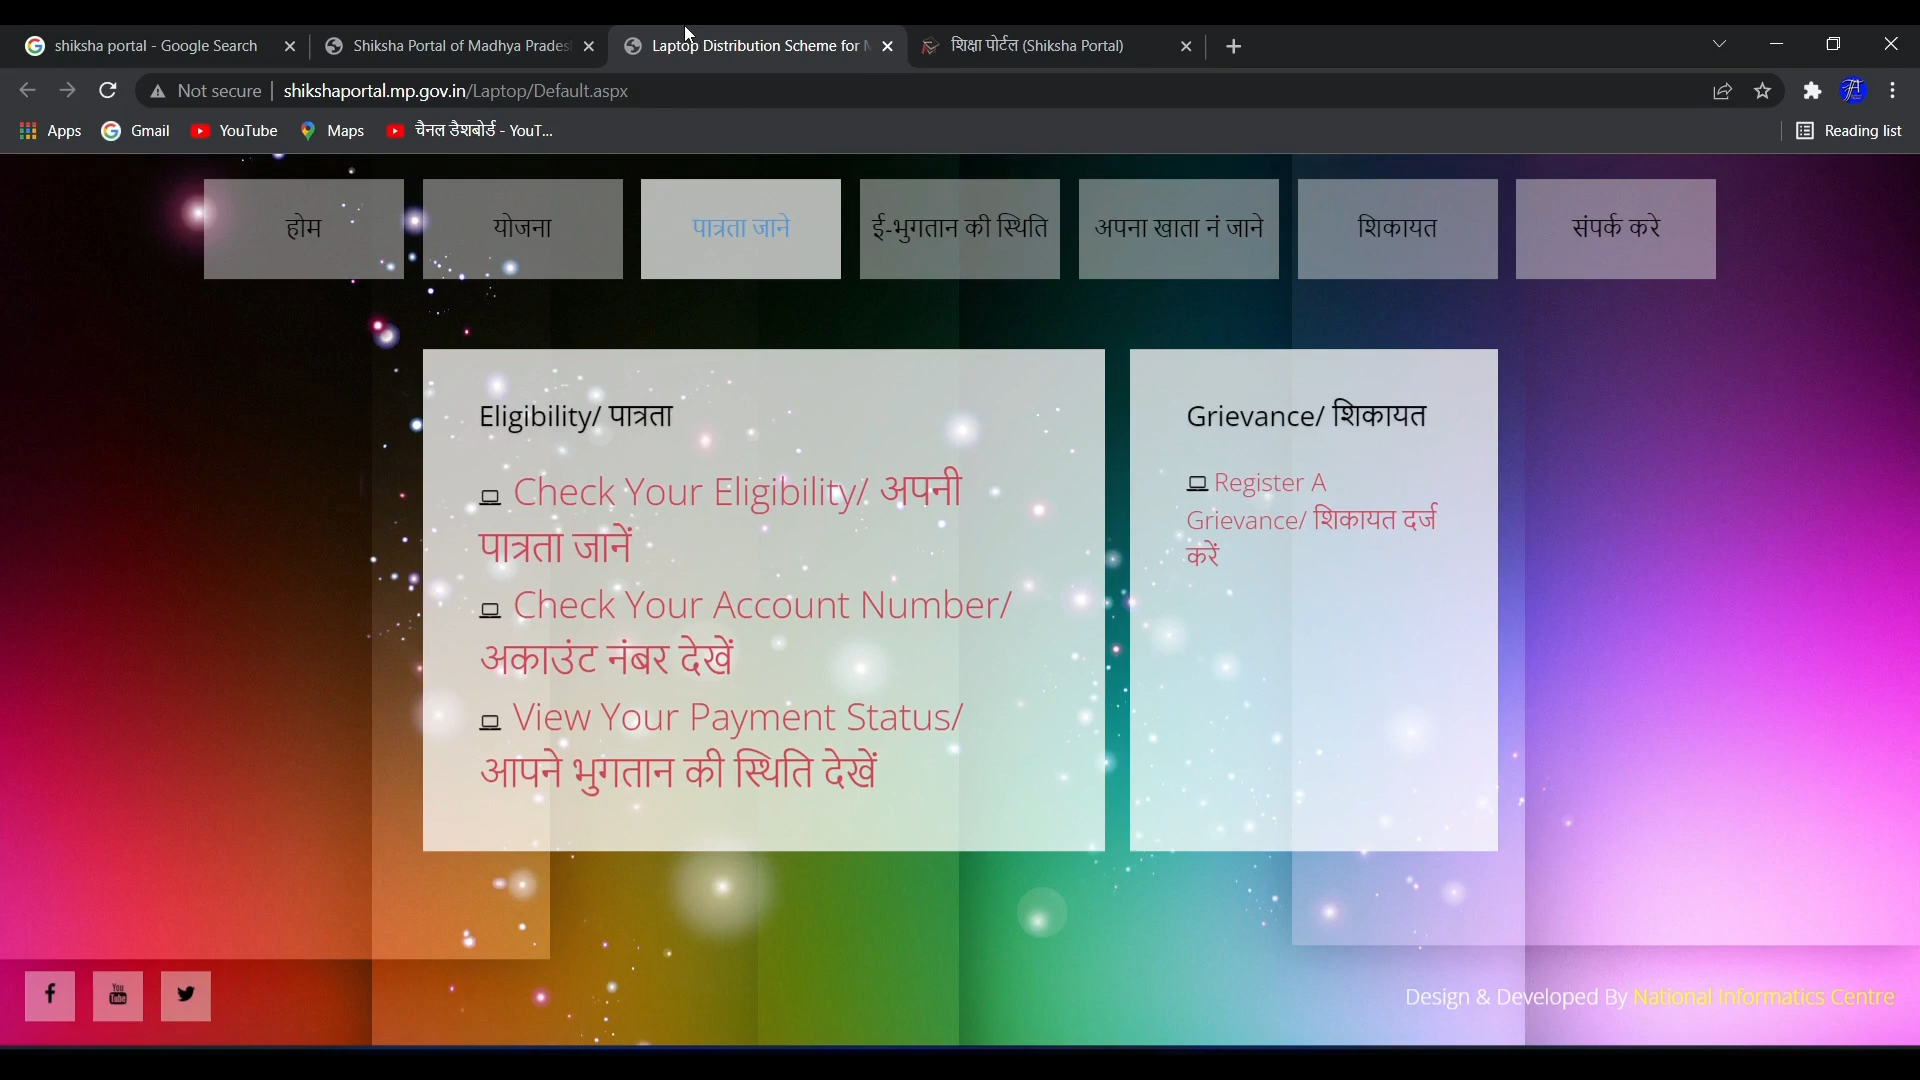 shiksha portal - Google Search
Shiksha Portal of Madhya Prades
Laptop Distribution Scheme for
शिक्षा पोर्टल (Shiksha Portal)
Not secure
shikshaportal.mp.gov.in/Laptop/Default.aspx
Apps
Gmail
YouTube
Maps
चैनल डैशबोर्ड - YouT...
Reading list
होम
योजना
पात्रता जाने
ई-भुगतान की स्थिति
अपना खाता नं जाने
शिकायत
संपर्क करे
Eligibility/ पात्रता
Check Your Eligibility/ अपनी
पात्रता जानें
Check Your Account Number/
अकाउंट नंबर देखें
View Your Payment Status/
आपने भुगतान की स्थिति देखें
Grievance/ शिकायत
Register A
Grievance/ शिकायत दर्ज
करें
You
Tube
Design & Developed By National Informatics Centre